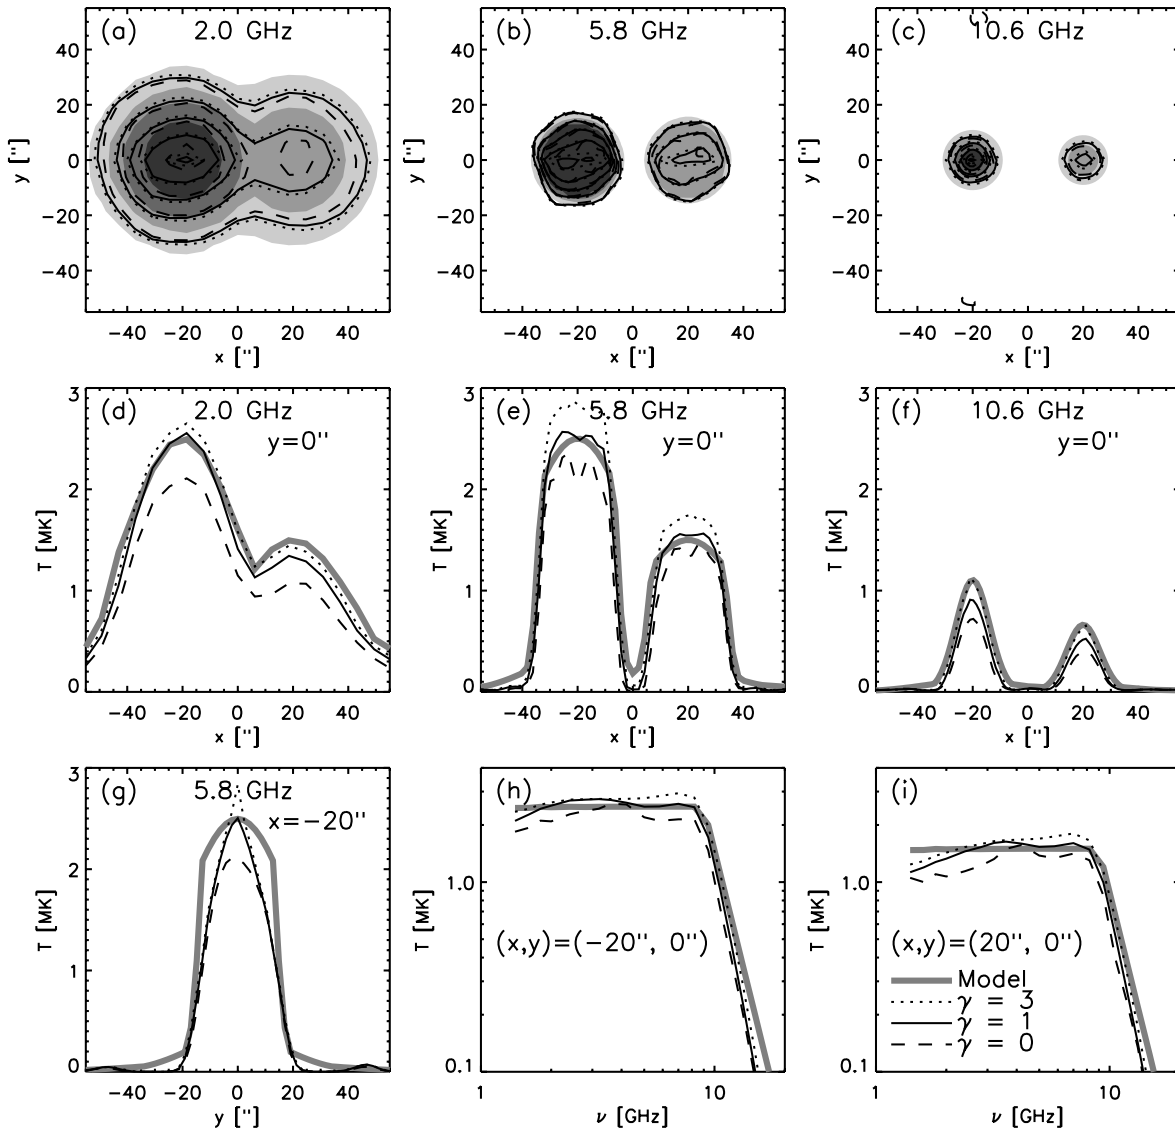 (a) 2.0 GHz
40
20
0
−20
−40
y ["]
−40 −20 0 20 40
x ["]
(b) 5.8 GHz
40
20
0
−20
−40
y ["]
−40 −20 0 20 40
x ["]
(c) 10.6 GHz
40
20
0
−20
−40
y ["]
−40 −20 0 20 40
x ["]
(d) 2.0 GHz
y=0"
3
2
1
0
T [MK]
−40 −20 0 20 40
x ["]
(e) 5.8 GHz
y=0"
3
2
1
0
T [MK]
−40 −20 0 20 40
x ["]
(f) 10.6 GHz
y=0"
3
2
1
0
T [MK]
−40 −20 0 20 40
x ["]
(g) 5.8 GHz
x=−20"
3
2
1
0
T [MK]
−40 −20 0 20 40
y ["]
(h)
1.0
0.1
T [MK]
(x,y)=(−20", 0")
1 10
ν [GHz]
(i)
1.0
0.1
T [MK]
(x,y)=(20", 0")
Model
γ = 3
γ = 1
γ = 0
1 10
ν [GHz]